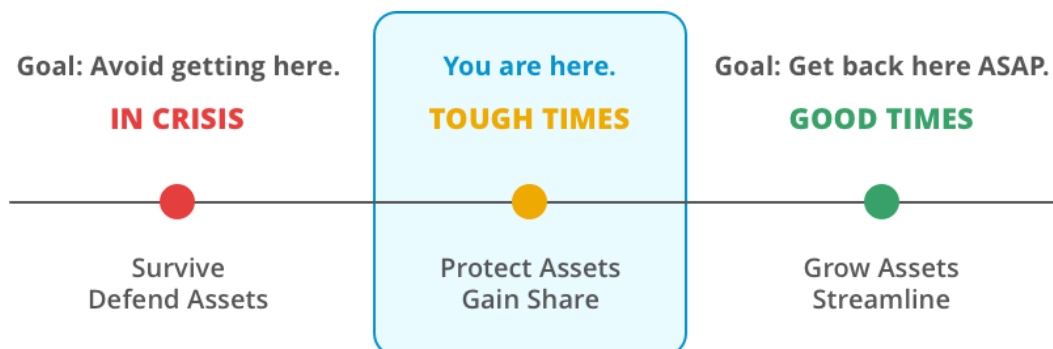 Goal: Avoid getting here.
IN CRISIS
Survive
Defend Assets
You are here.
TOUGH TIMES
Protect Assets
Gain Share
Goal: Get back here ASAP.
GOOD TIMES
Grow Assets
Streamline